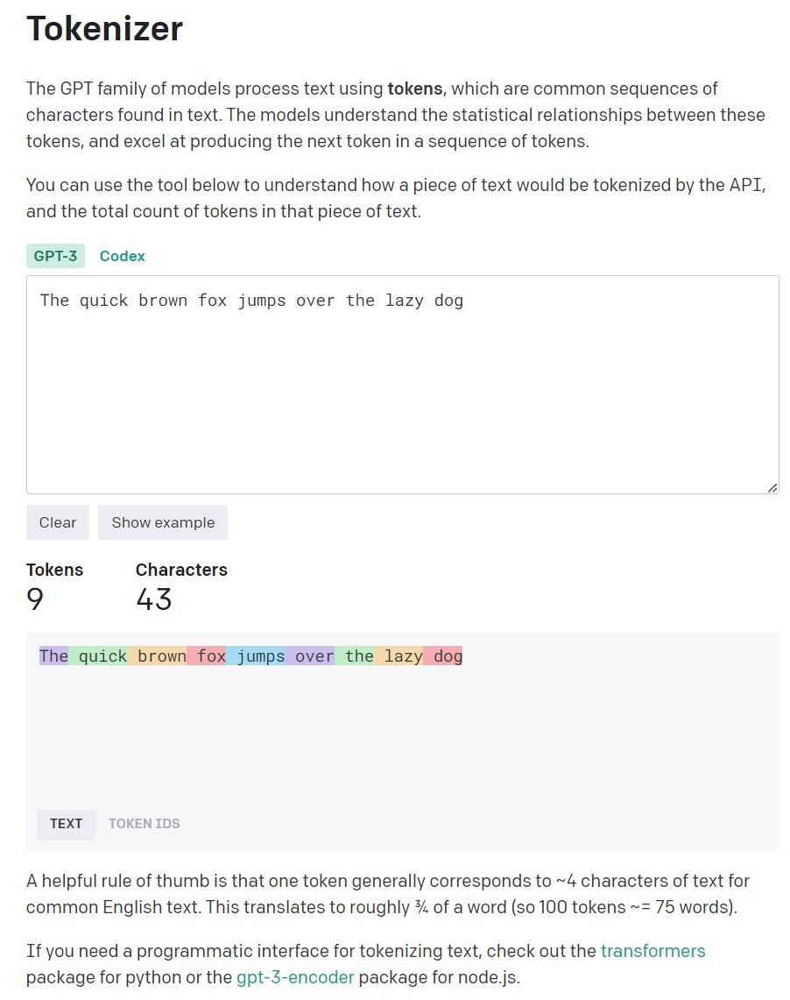 Tokenizer
The GPT family of models process text using tokens, which are common sequences of
characters found in text. The models understand the statistical relationships between these
tokens, and excel at producing the next token in a sequence of tokens.
You can use the tool below to understand how a piece of text would be tokenized by the API,
and the total count of tokens in that piece of text.
GPT-3 Codex
The quick brown fox jumps over the lazy dog
Clear Show example
Tokens Characters
9 43
The quick brown fox jumps over the lazy dog
TEXT TOKEN IDS
A helpful rule of thumb is that one token generally corresponds to ~4 characters of text for
common English text. This translates to roughly ¾ of a word (so 100 tokens ~= 75 words).
If you need a programmatic interface for tokenizing text, check out the transformers
package for python or the gpt-3-encoder package for node.js.